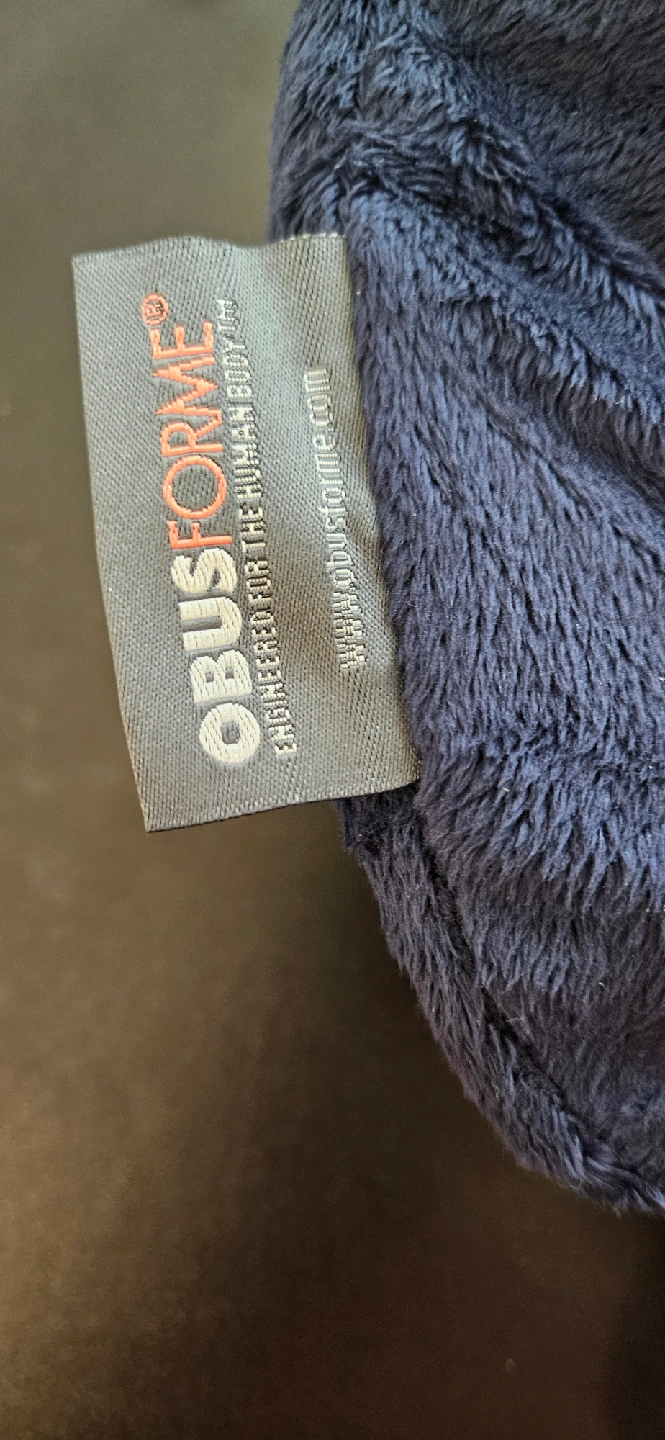 OBUSFORME®
ENGINEERED FOR THE HUMAN BODY™
www.obusforme.com